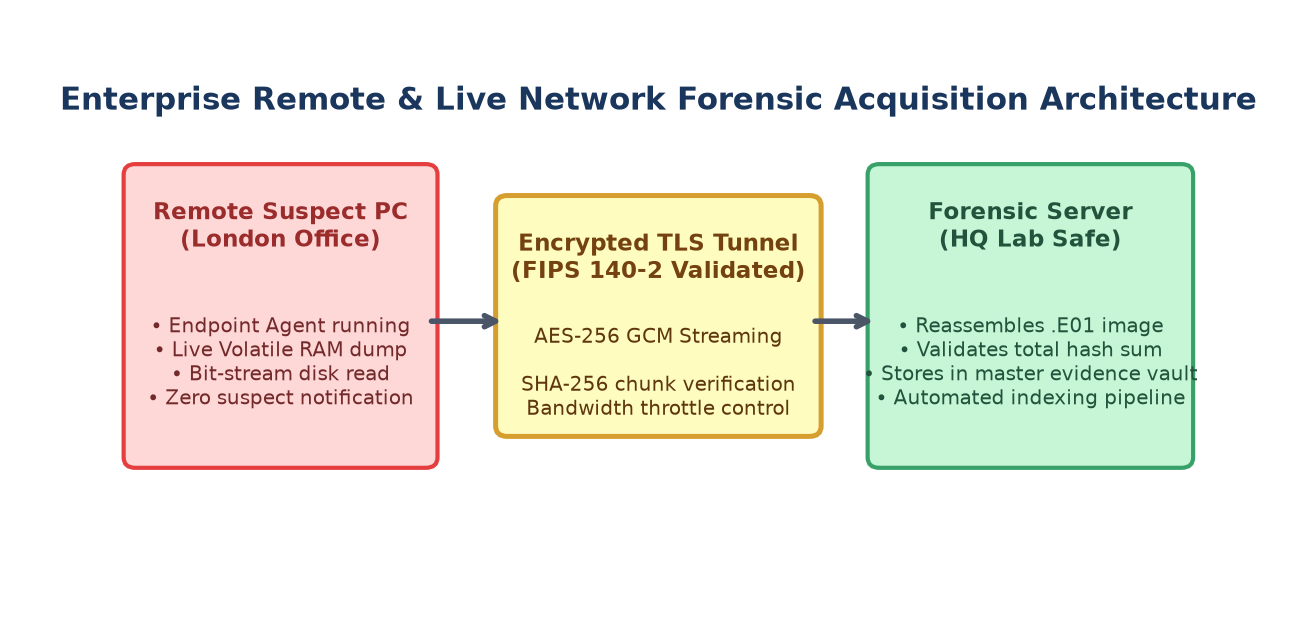 Enterprise Remote & Live Network Forensic Acquisition Architecture
Remote Suspect PC
(London Office)
• Endpoint Agent running
• Live Volatile RAM dump
• Bit-stream disk read
• Zero suspect notification
Encrypted TLS Tunnel
(FIPS 140-2 Validated)
AES-256 GCM Streaming
SHA-256 chunk verification
Bandwidth throttle control
Forensic Server
(HQ Lab Safe)
• Reassembles .E01 image
• Validates total hash sum
• Stores in master evidence vault
• Automated indexing pipeline